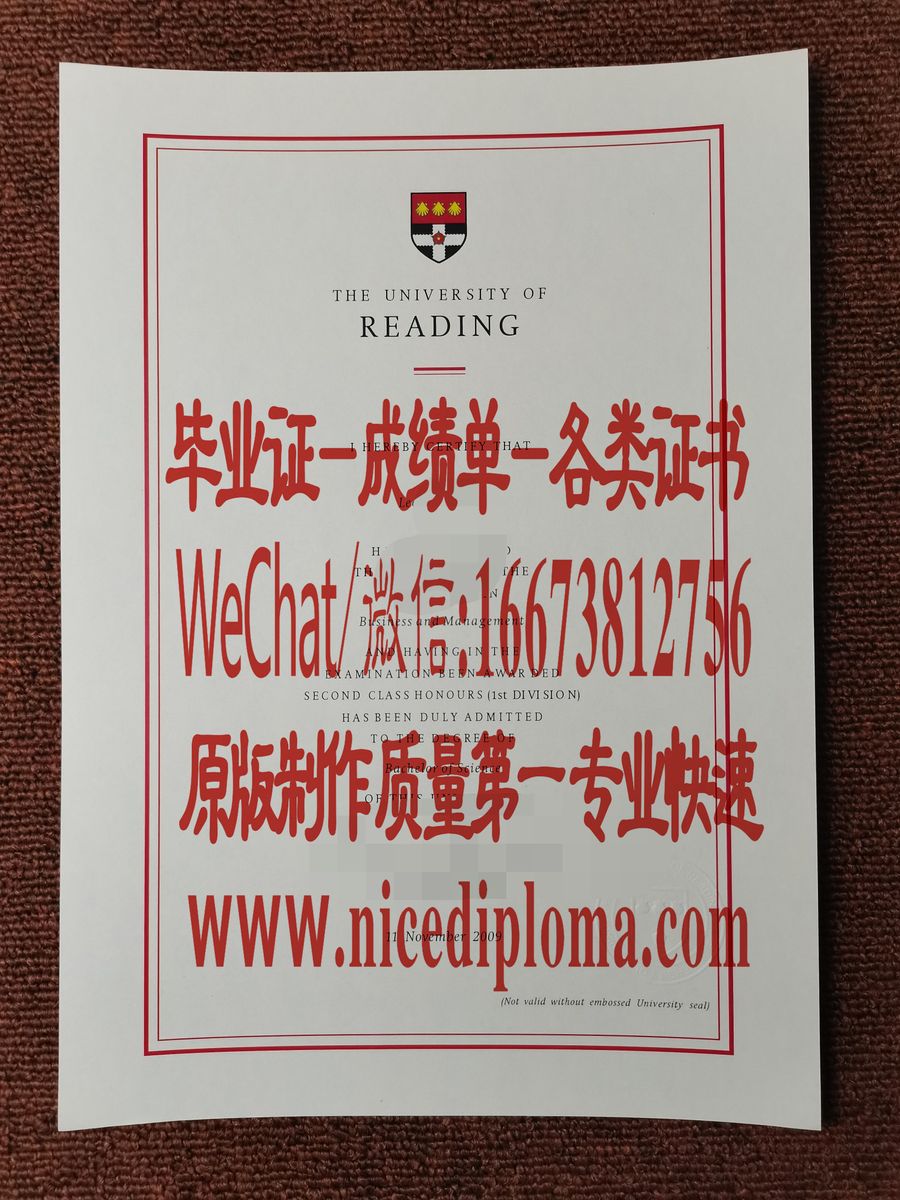 THE UNIVERSITY OF
READING
I HEREBY CERTIFY THAT
毕业证—成绩单—各类证书
WeChat/微信:16673812756
THE
Business and Management
AND HAVING IN THE
EXAMINATION BEEN AWARDED
SECOND CLASS HONOURS (1st DIVISION)
HAS BEEN DULY ADMITTED
TO THE DEGREE OF
Bachelor of Science
原版制作质量第一专业快速
OF THIS
www.nicediploma.com
11 November 2009
(Not valid without embossed University seal)